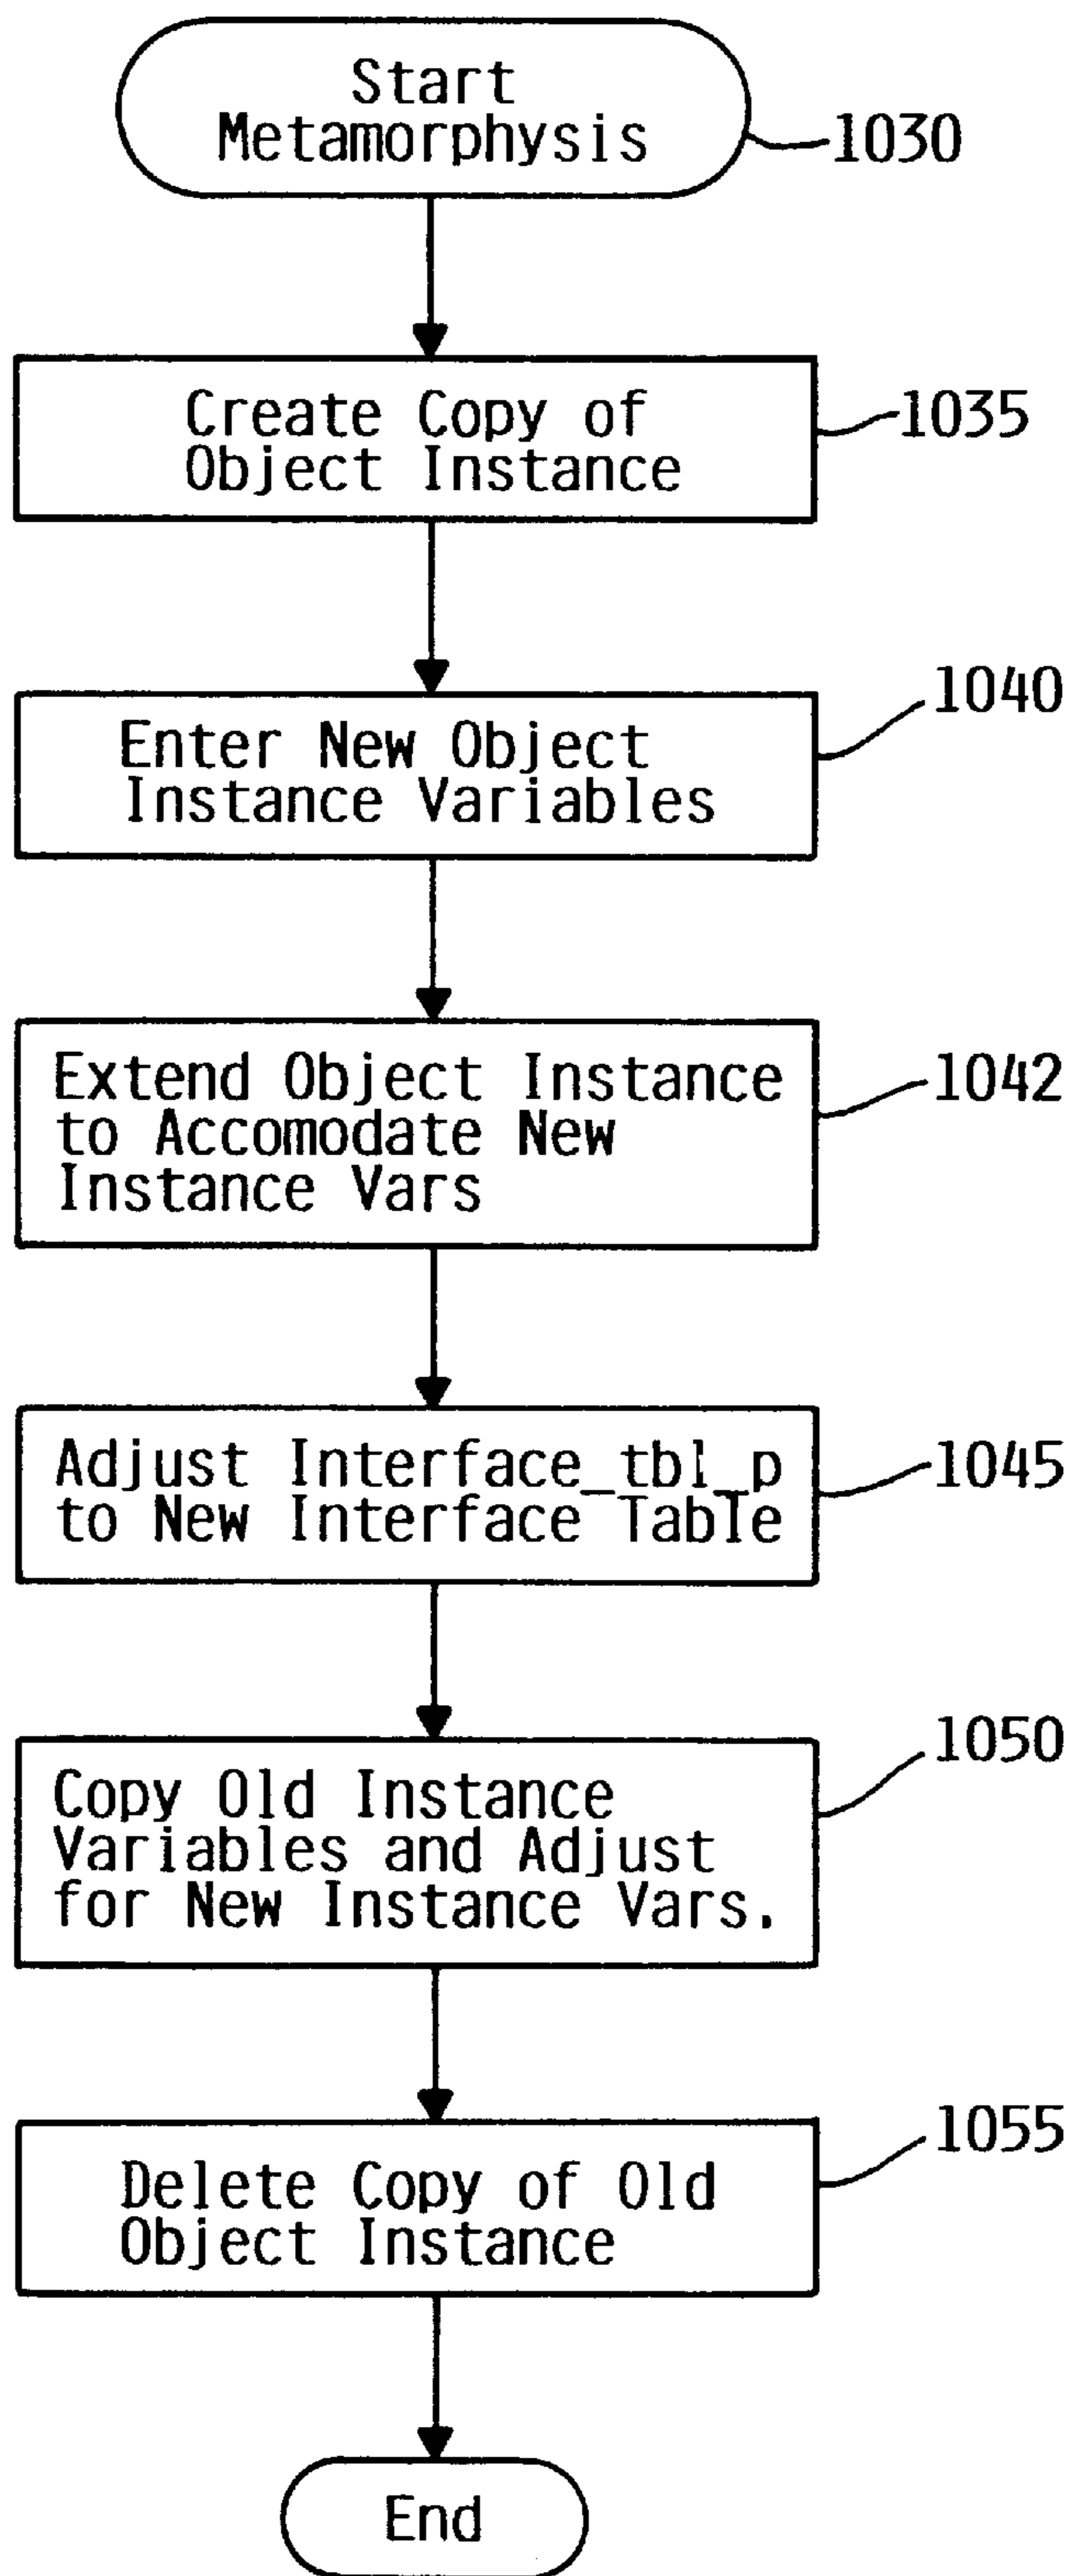 Start
Metamorphysis
1030
Create Copy of
Object Instance
1035
Enter New Object
Instance Variables
1040
Extend Object Instance
to Accomodate New
Instance Vars
1042
Adjust Interface_tbl_p
to New Interface Table
1045
Copy Old Instance
Variables and Adjust
for New Instance Vars.
1050
Delete Copy of Old
Object Instance
1055
End